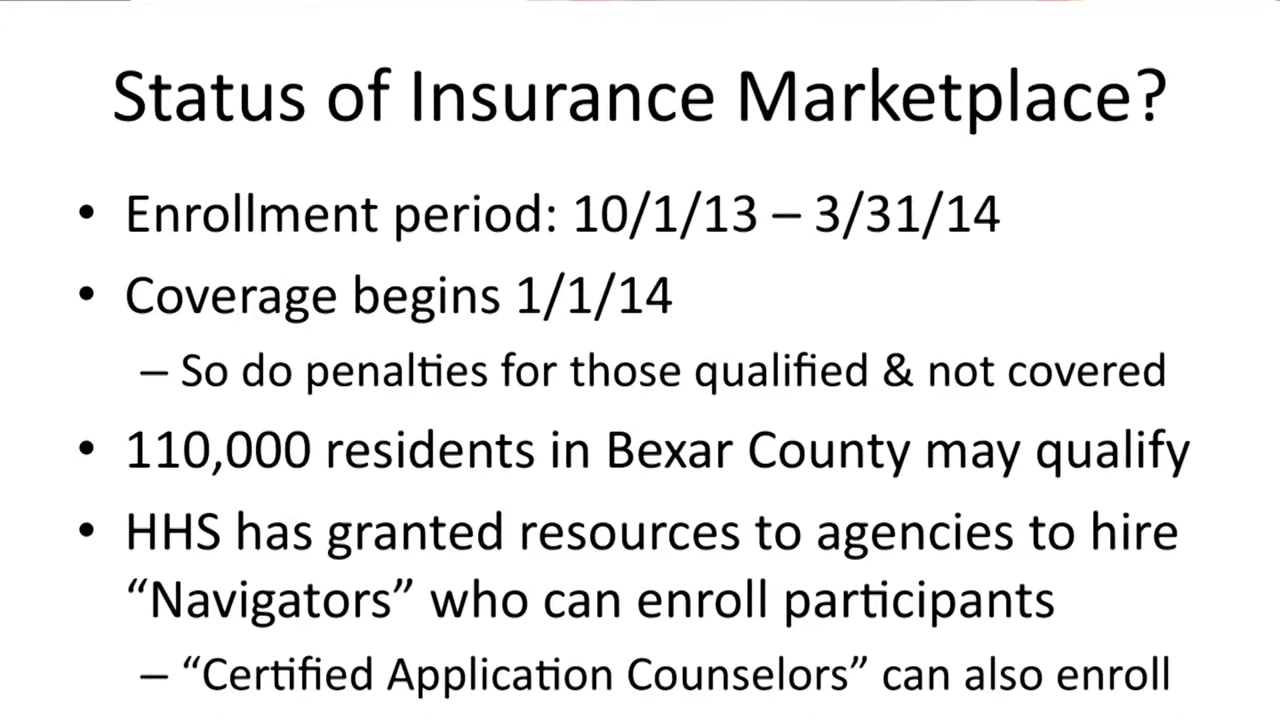 Status of Insurance Marketplace?
• Enrollment period: 10/1/13 – 3/31/14
• Coverage begins 1/1/14
– So do penalties for those qualified & not covered
• 110,000 residents in Bexar County may qualify
• HHS has granted resources to agencies to hire
“Navigators” who can enroll participants
– “Certified Application Counselors” can also enroll